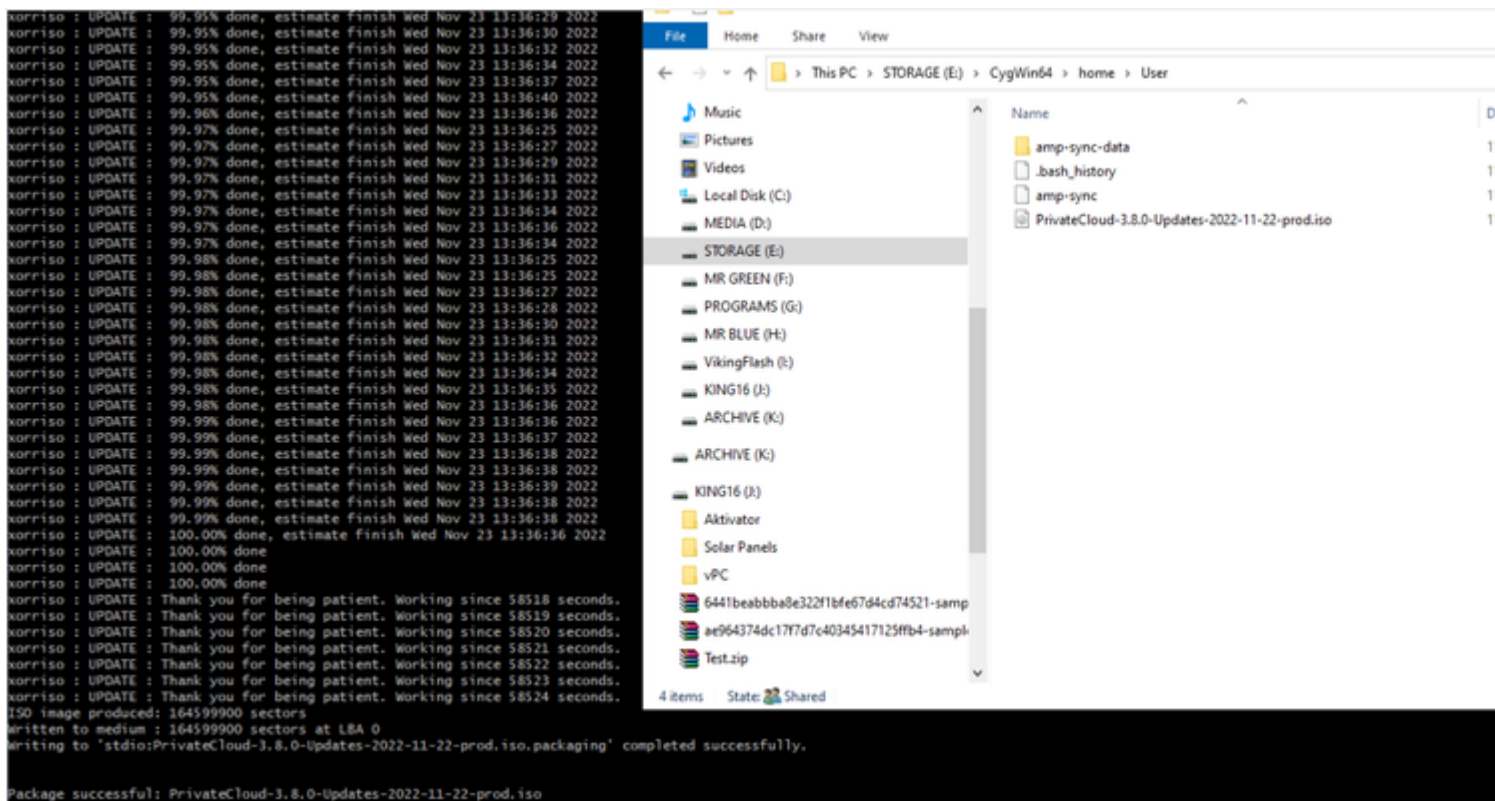 xorriso : UPDATE :  99.95% done, estimate finish Wed Nov 23 13:36:29 2022
xorriso : UPDATE :  99.95% done, estimate finish Wed Nov 23 13:36:30 2022
xorriso : UPDATE :  99.95% done, estimate finish Wed Nov 23 13:36:32 2022
xorriso : UPDATE :  99.95% done, estimate finish Wed Nov 23 13:36:34 2022
xorriso : UPDATE :  99.95% done, estimate finish Wed Nov 23 13:36:37 2022
xorriso : UPDATE :  99.95% done, estimate finish Wed Nov 23 13:36:40 2022
xorriso : UPDATE :  99.96% done, estimate finish Wed Nov 23 13:36:36 2022
xorriso : UPDATE :  99.97% done, estimate finish Wed Nov 23 13:36:25 2022
xorriso : UPDATE :  99.97% done, estimate finish Wed Nov 23 13:36:27 2022
xorriso : UPDATE :  99.97% done, estimate finish Wed Nov 23 13:36:29 2022
xorriso : UPDATE :  99.97% done, estimate finish Wed Nov 23 13:36:31 2022
xorriso : UPDATE :  99.97% done, estimate finish Wed Nov 23 13:36:33 2022
xorriso : UPDATE :  99.97% done, estimate finish Wed Nov 23 13:36:34 2022
xorriso : UPDATE :  99.97% done, estimate finish Wed Nov 23 13:36:36 2022
xorriso : UPDATE :  99.97% done, estimate finish Wed Nov 23 13:36:34 2022
xorriso : UPDATE :  99.98% done, estimate finish Wed Nov 23 13:36:25 2022
xorriso : UPDATE :  99.98% done, estimate finish Wed Nov 23 13:36:25 2022
xorriso : UPDATE :  99.98% done, estimate finish Wed Nov 23 13:36:27 2022
xorriso : UPDATE :  99.98% done, estimate finish Wed Nov 23 13:36:28 2022
xorriso : UPDATE :  99.98% done, estimate finish Wed Nov 23 13:36:30 2022
xorriso : UPDATE :  99.98% done, estimate finish Wed Nov 23 13:36:31 2022
xorriso : UPDATE :  99.98% done, estimate finish Wed Nov 23 13:36:32 2022
xorriso : UPDATE :  99.98% done, estimate finish Wed Nov 23 13:36:34 2022
xorriso : UPDATE :  99.98% done, estimate finish Wed Nov 23 13:36:35 2022
xorriso : UPDATE :  99.98% done, estimate finish Wed Nov 23 13:36:36 2022
xorriso : UPDATE :  99.99% done, estimate finish Wed Nov 23 13:36:36 2022
xorriso : UPDATE :  99.99% done, estimate finish Wed Nov 23 13:36:37 2022
xorriso : UPDATE :  99.99% done, estimate finish Wed Nov 23 13:36:38 2022
xorriso : UPDATE :  99.99% done, estimate finish Wed Nov 23 13:36:38 2022
xorriso : UPDATE :  99.99% done, estimate finish Wed Nov 23 13:36:39 2022
xorriso : UPDATE :  99.99% done, estimate finish Wed Nov 23 13:36:38 2022
xorriso : UPDATE :  99.99% done, estimate finish Wed Nov 23 13:36:38 2022
xorriso : UPDATE :  100.00% done, estimate finish Wed Nov 23 13:36:36 2022
xorriso : UPDATE :  100.00% done
xorriso : UPDATE :  100.00% done
xorriso : UPDATE :  100.00% done
xorriso : UPDATE : Thank you for being patient. Working since 58518 seconds.
xorriso : UPDATE : Thank you for being patient. Working since 58519 seconds.
xorriso : UPDATE : Thank you for being patient. Working since 58520 seconds.
xorriso : UPDATE : Thank you for being patient. Working since 58521 seconds.
xorriso : UPDATE : Thank you for being patient. Working since 58522 seconds.
xorriso : UPDATE : Thank you for being patient. Working since 58523 seconds.
xorriso : UPDATE : Thank you for being patient. Working since 58524 seconds.
ISO image produced: 164599900 sectors
Written to medium : 164599900 sectors at LBA 0
Writing to 'stdio:PrivateCloud-3.8.0-Updates-2022-11-22-prod.iso.packaging' completed successfully.
Package successful: PrivateCloud-3.8.0-Updates-2022-11-22-prod.iso
File Home Share View
This PC > STORAGE (E:) > CygWin64 > home > User
Music
Pictures
Videos
Local Disk (C:)
MEDIA (D:)
STORAGE (E:)
MR GREEN (F:)
PROGRAMS (G:)
MR BLUE (H:)
VikingFlash (I:)
KING16 (J:)
ARCHIVE (K:)
ARCHIVE (K:)
KING16 (J:)
Aktivator
Solar Panels
vPC
6441beabbba8e322f1bfe67d4cd74521-samp
ae964374dc17f7d7c40345417125ffb4-sampl
Test.zip
Name D
amp-sync-data
.bash_history
amp-sync
PrivateCloud-3.8.0-Updates-2022-11-22-prod.iso
4 items State: Shared